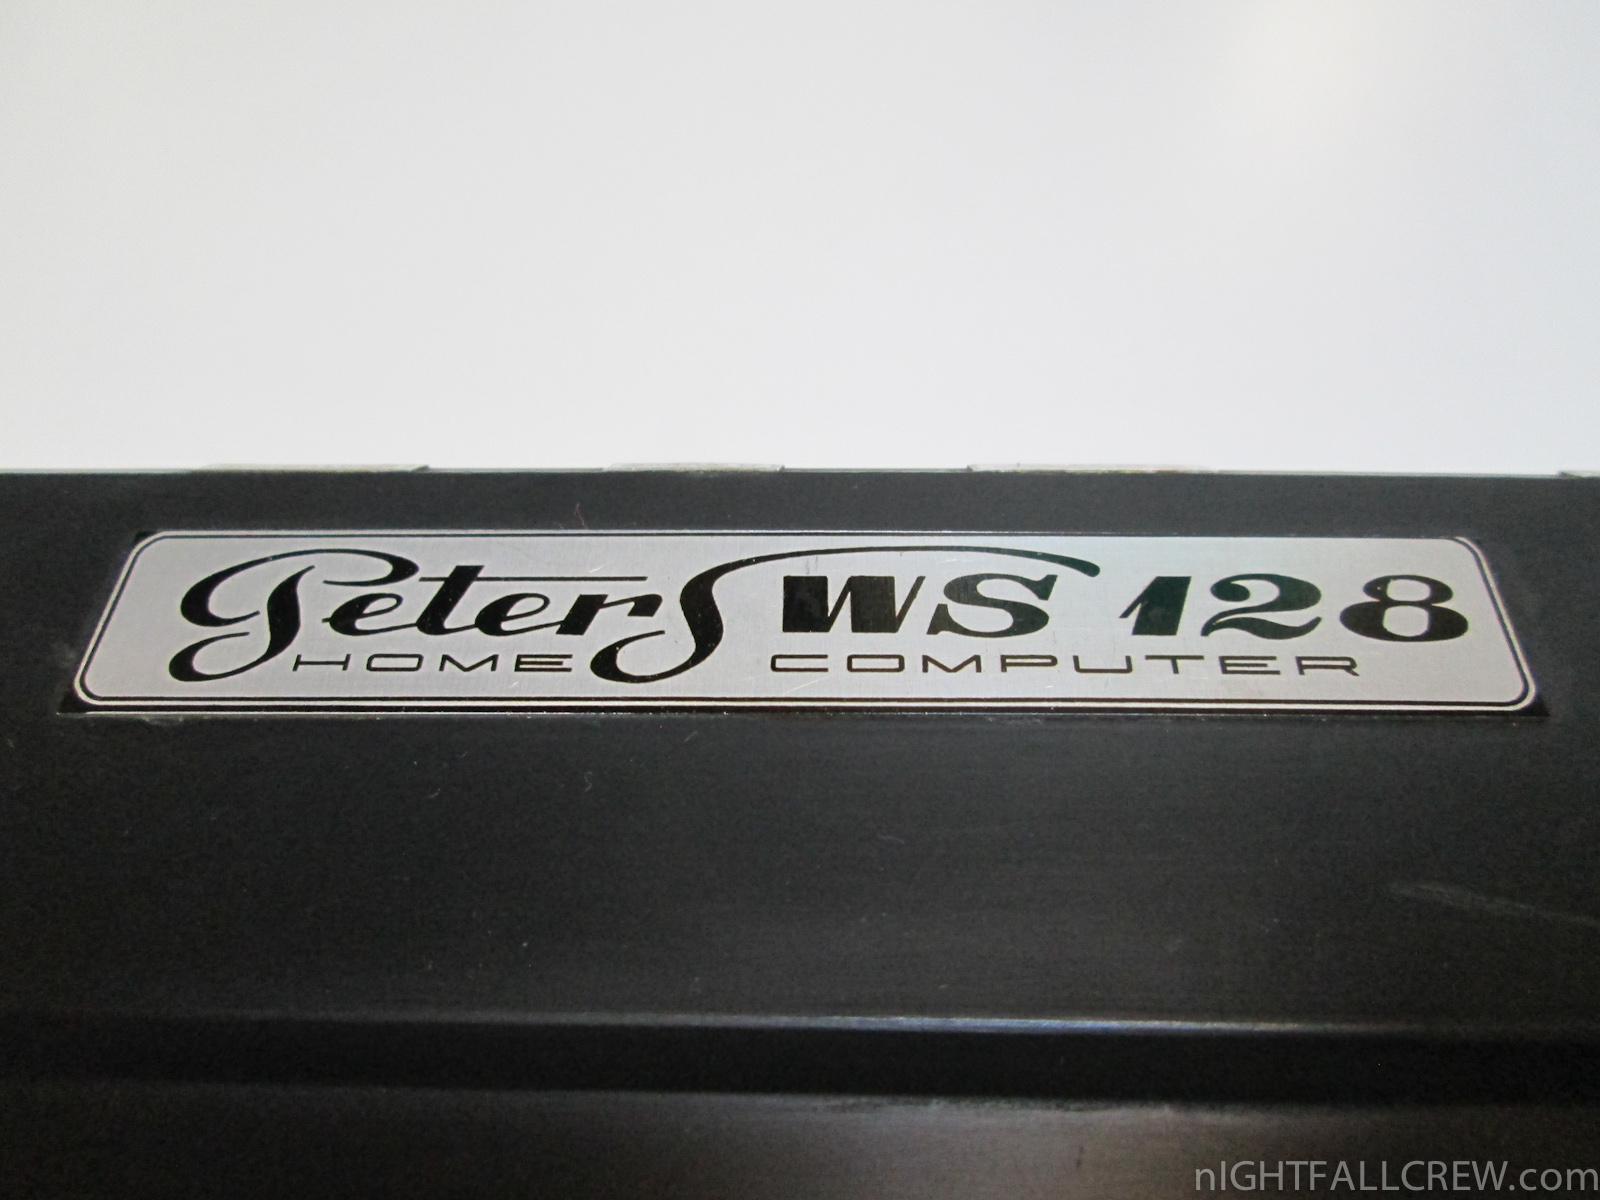 PeterS WS 128
HOME COMPUTER
nIGHTFALLCREW.com